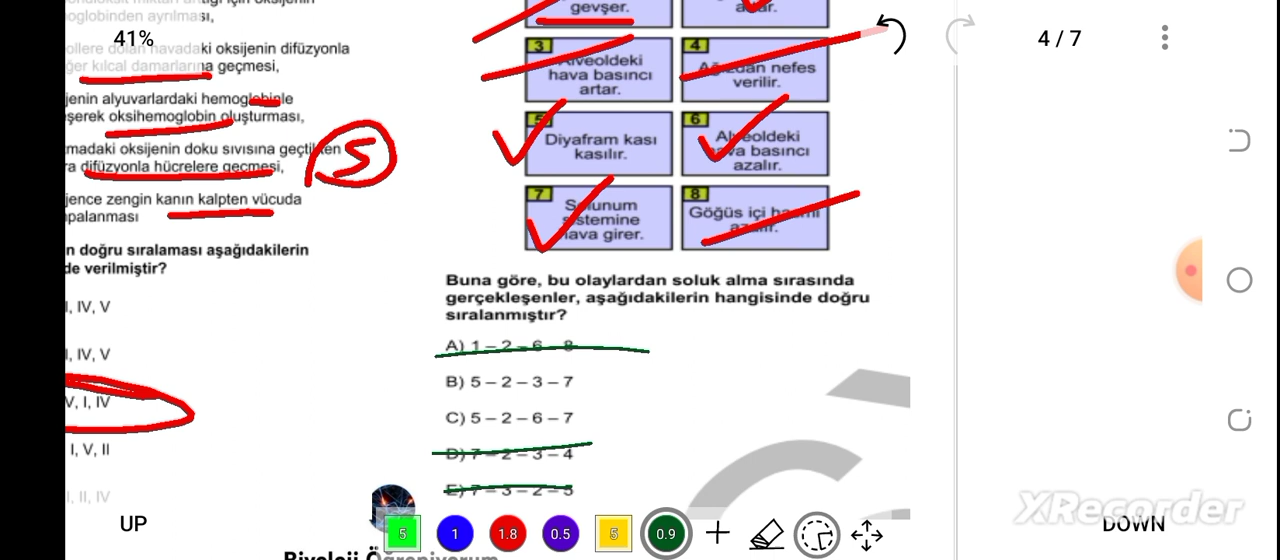 oglobinden ayrılması,
41%
ollere dolan havadaki oksijenin difüzyonla
ğer kılcal damarlarına geçmesi,
jenin alyuvarlardaki hemoglobinle
şerek oksihemoglobin oluşturması,
madaki oksijenin doku sıvısına geçtikten
ra difüzyonla hücrelere geçmesi,
5
jence zengin kanın kalpten vücuda
palanması
n doğru sıralaması aşağıdakilerin
de verilmiştir?
I, IV, V
I, IV, V
V, I, IV
I, V, II
I, II, IV
UP
gevşer.
artar.
3
Alveoldeki
hava basıncı
artar.
4
Ağızdan nefes
verilir.
5
Diyafram kası
kasılır.
6
Alveoldeki
hava basıncı
azalır.
7
Solunum
sistemine
hava girer.
8
Göğüs içi hacmi
azalır.
Buna göre, bu olaylardan soluk alma sırasında
gerçekleşenler, aşağıdakilerin hangisinde doğru
sıralanmıştır?
A) 1 – 2 – 6 – 8
B) 5 – 2 – 3 – 7
C) 5 – 2 – 6 – 7
D) 7 – 2 – 3 – 4
E) 7 – 3 – 2 – 5
5 1 1.8 0.5 5 0.9
4 / 7
XRecorder
DOWN